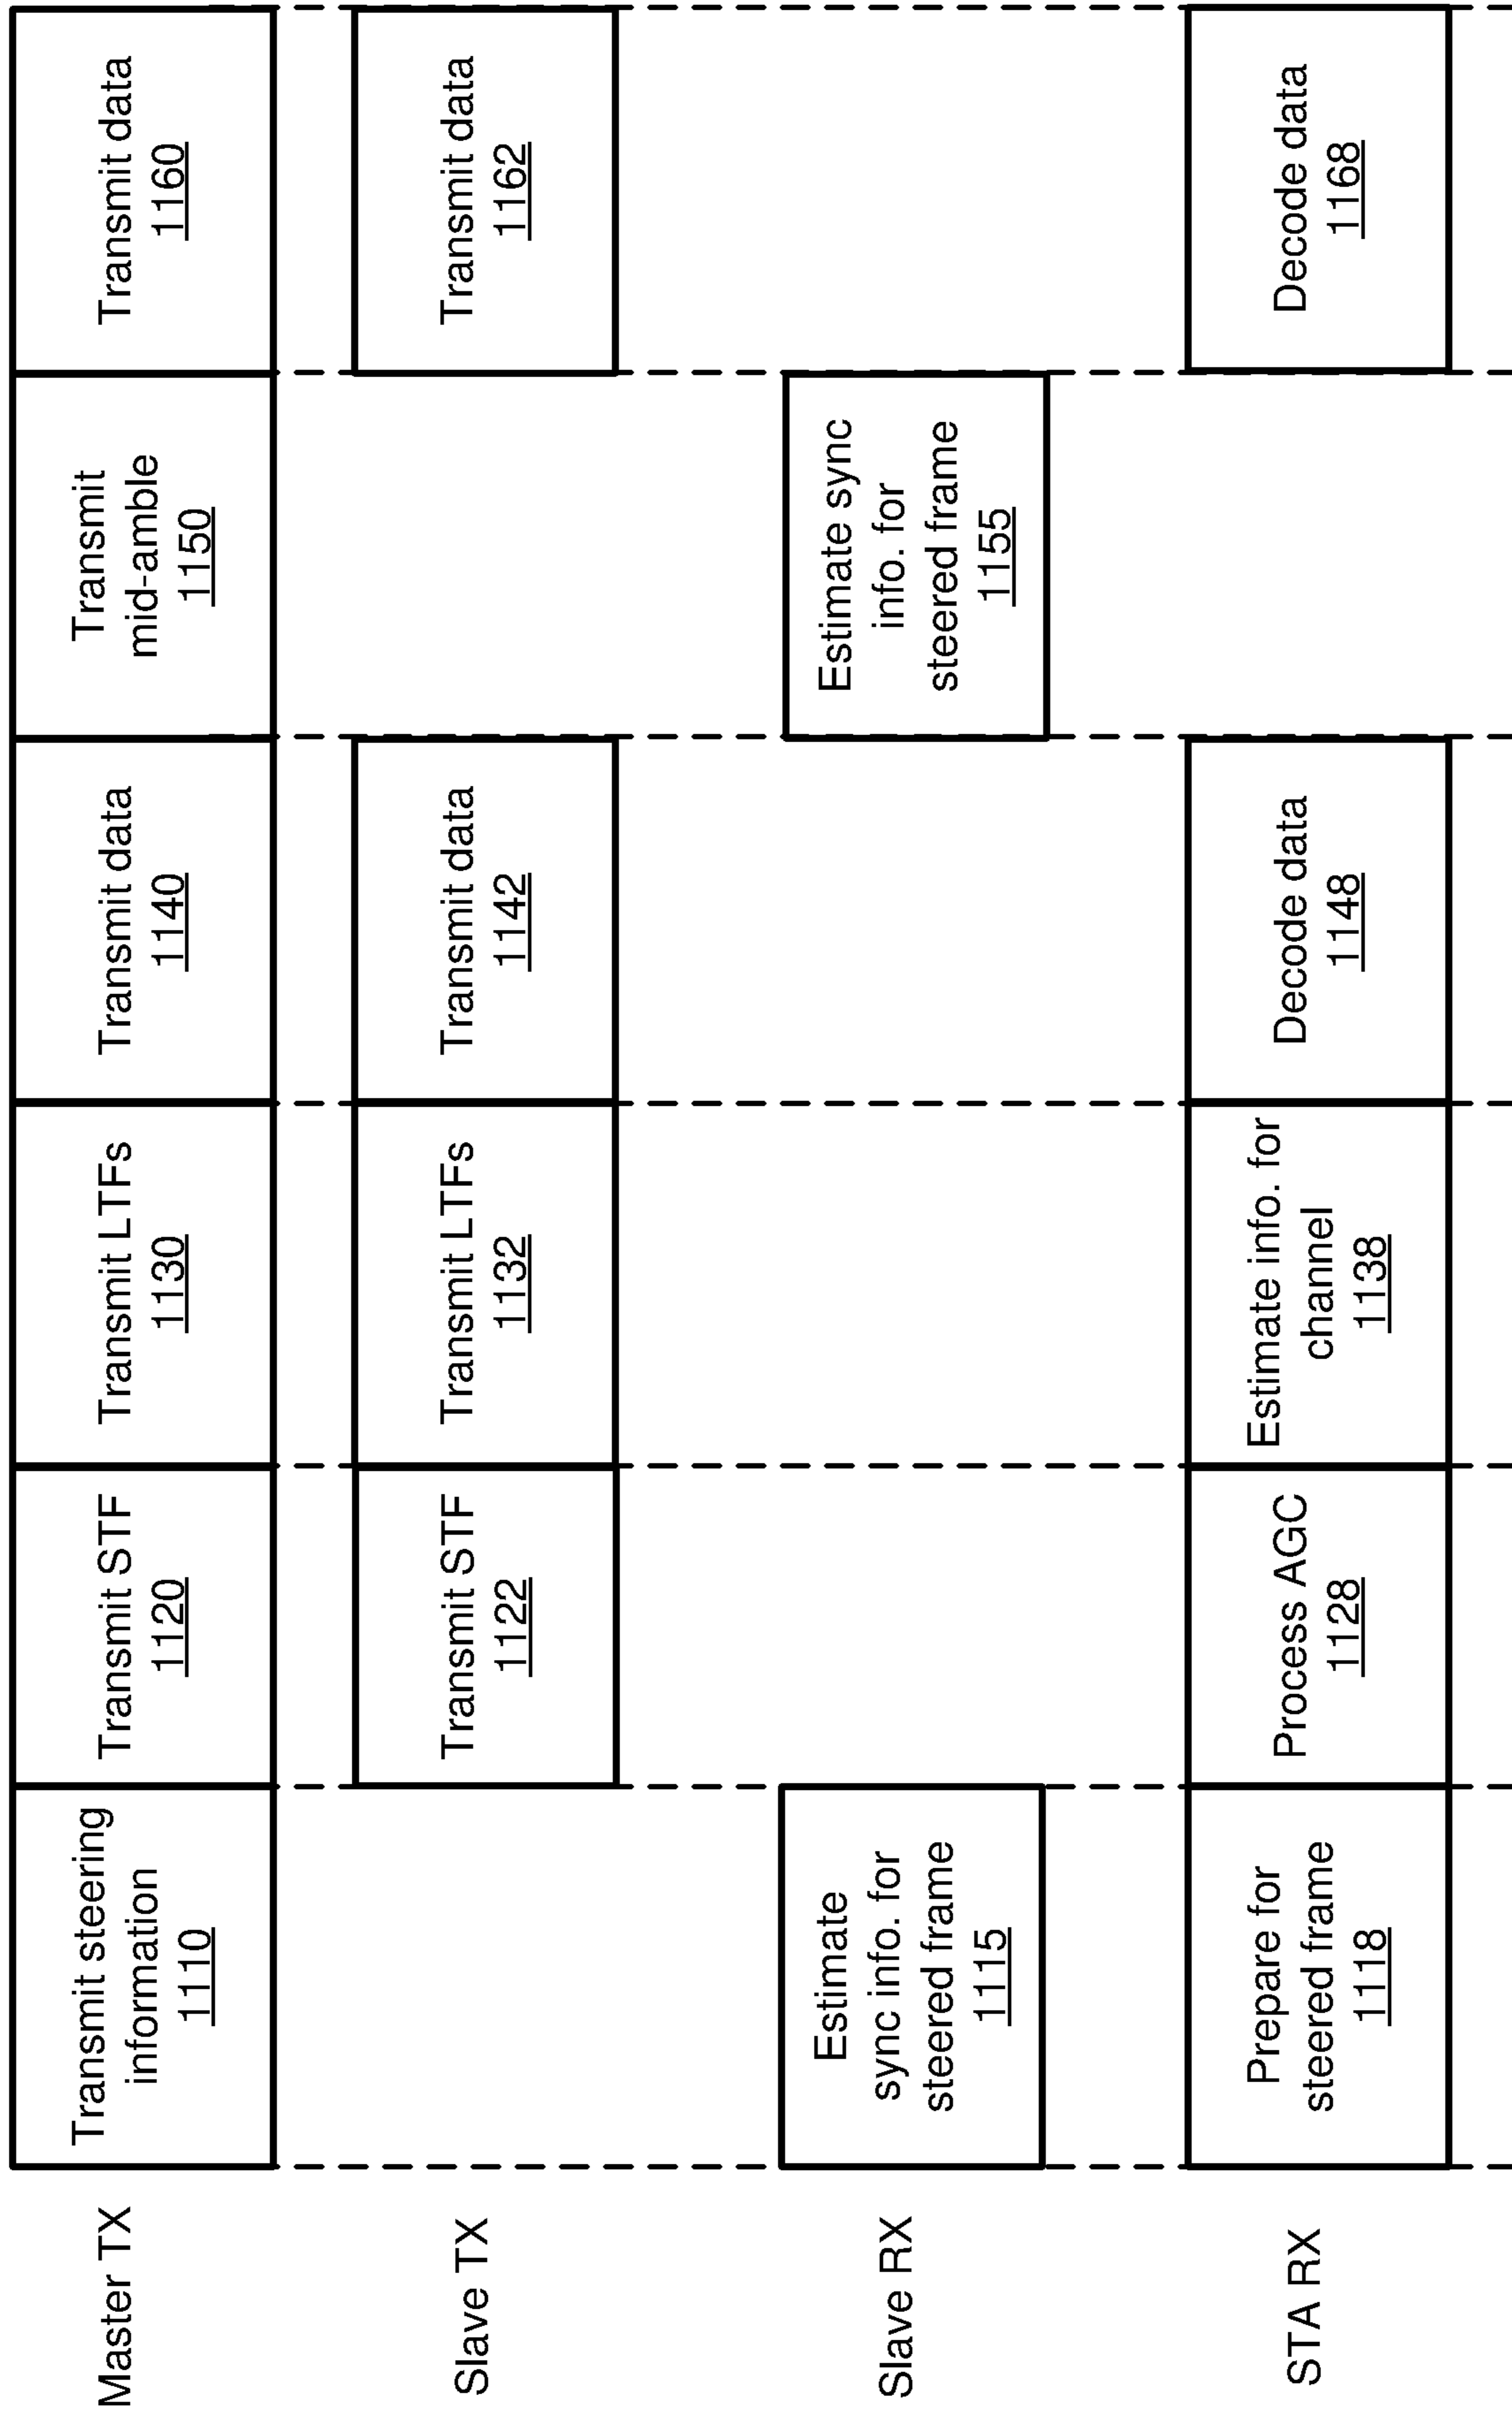 Master TX
Transmit steering
information
1110
Transmit STF
1120
Transmit LTFs
1130
Transmit data
1140
Transmit
mid-amble
1150
Transmit data
1160
Slave TX
Transmit STF
1122
Transmit LTFs
1132
Transmit data
1142
Transmit data
1162
Slave RX
Estimate
sync info. for
steered frame
1115
Estimate sync
info. for
steered frame
1155
STA RX
Prepare for
steered frame
1118
Process AGC
1128
Estimate info. for
channel
1138
Decode data
1148
Decode data
1168